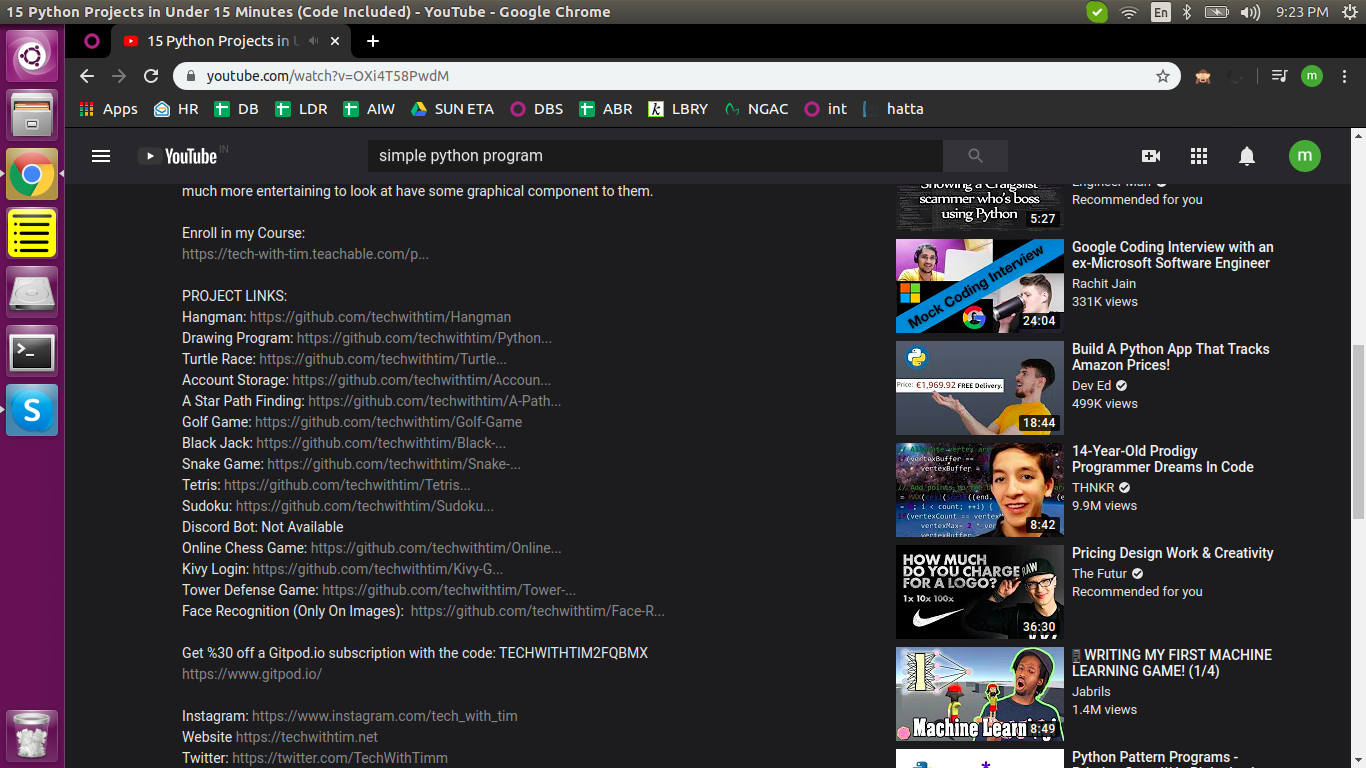 15 Python Projects in Under 15 Minutes (Code Included) - YouTube - Google Chrome
En
9:23 PM
15 Python Projects in U
youtube.com/watch?v=OXi4T58PwdM
m
Apps
HR
DB
LDR
AIW
SUN ETA
DBS
ABR
LBRY
NGAC
int
hatta
YouTube IN
simple python program
m
much more entertaining to look at have some graphical component to them.
Enroll in my Course:
https://tech-with-tim.teachable.com/p...
PROJECT LINKS:
Hangman: https://github.com/techwithtim/Hangman
Drawing Program: https://github.com/techwithtim/Python...
Turtle Race: https://github.com/techwithtim/Turtle...
Account Storage: https://github.com/techwithtim/Accoun...
A Star Path Finding: https://github.com/techwithtim/A-Path...
Golf Game: https://github.com/techwithtim/Golf-Game
Black Jack: https://github.com/techwithtim/Black-...
Snake Game: https://github.com/techwithtim/Snake-...
Tetris: https://github.com/techwithtim/Tetris...
Sudoku: https://github.com/techwithtim/Sudoku...
Discord Bot: Not Available
Online Chess Game: https://github.com/techwithtim/Online...
Kivy Login: https://github.com/techwithtim/Kivy-G...
Tower Defense Game: https://github.com/techwithtim/Tower-...
Face Recognition (Only On Images): https://github.com/techwithtim/Face-R...
Get %30 off a Gitpod.io subscription with the code: TECHWITHTIM2FQBMX
https://www.gitpod.io/
Instagram: https://www.instagram.com/tech_with_tim
Website https://techwithtim.net
Twitter: https://twitter.com/TechWithTimm
Showing a Craigslist
scammer who's boss
using Python
5:27
Engineer Man
Recommended for you
Mock Coding Interview
24:04
Google Coding Interview with an
ex-Microsoft Software Engineer
Rachit Jain
331K views
Price: €1,969.92 FREE Delivery.
18:44
Build A Python App That Tracks
Amazon Prices!
Dev Ed
499K views
8:42
14-Year-Old Prodigy
Programmer Dreams In Code
THNKR
9.9M views
HOW MUCH
DO YOU CHARGE
FOR A LOGO?
1x 10x 100x
RAW
36:30
Pricing Design Work & Creativity
The Futur
Recommended for you
Machine Learning
8:49
WRITING MY FIRST MACHINE
LEARNING GAME! (1/4)
Jabrils
1.4M views
Python Pattern Programs -